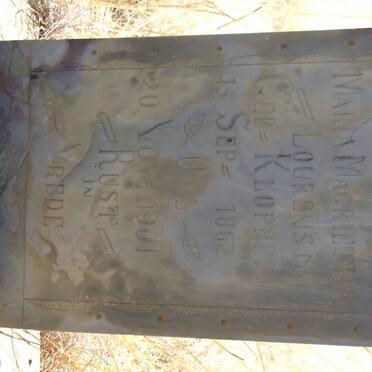 MARIA MAGRIETHA
LOURENS
GEB= KLOPPER
13 SEP= 1862
20 NOV= 1901
RUST
IN
VREDE